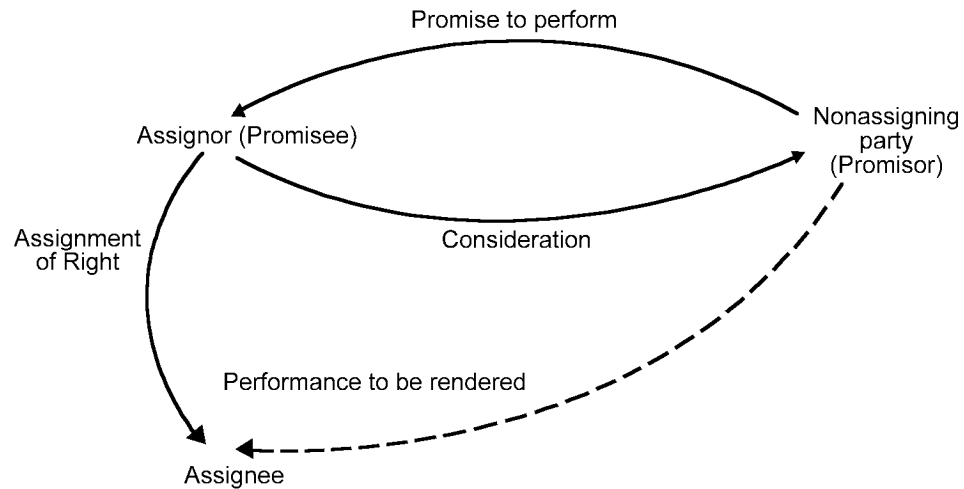 Promise to perform
Assignor (Promisee)
Nonassigning
party
(Promisor)
Assignment
of Right
Consideration
Performance to be rendered
Assignee